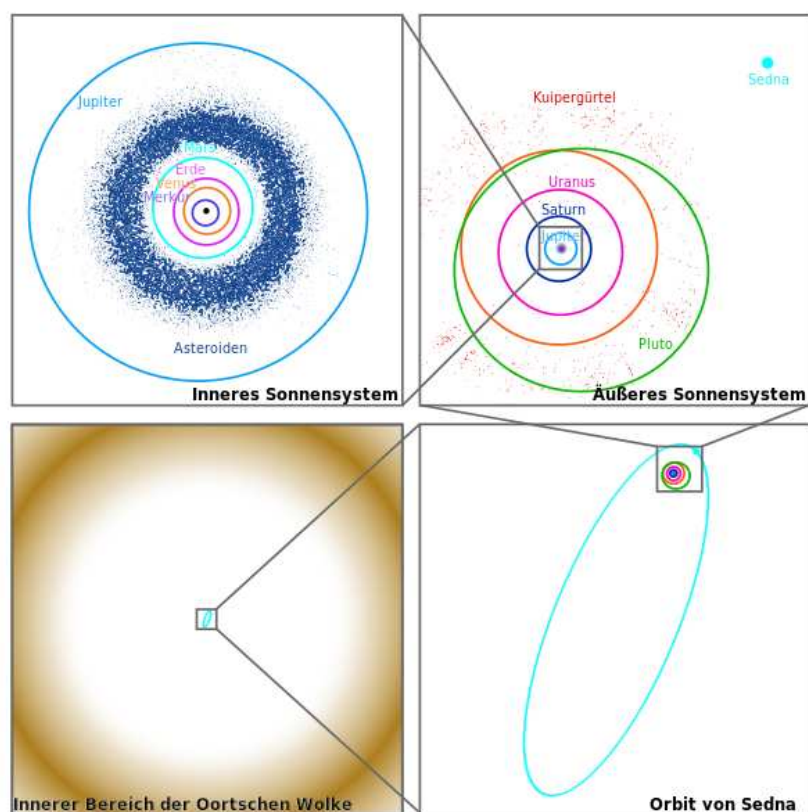 Jupiter
Mars
Erde
Venus
Merkur
Asteroiden
Inneres Sonnensystem
Sedna
Kuipergürtel
Uranus
Saturn
Jupiter
Pluto
Äußeres Sonnensystem
Innerer Bereich der Oortschen Wolke
Orbit von Sedna